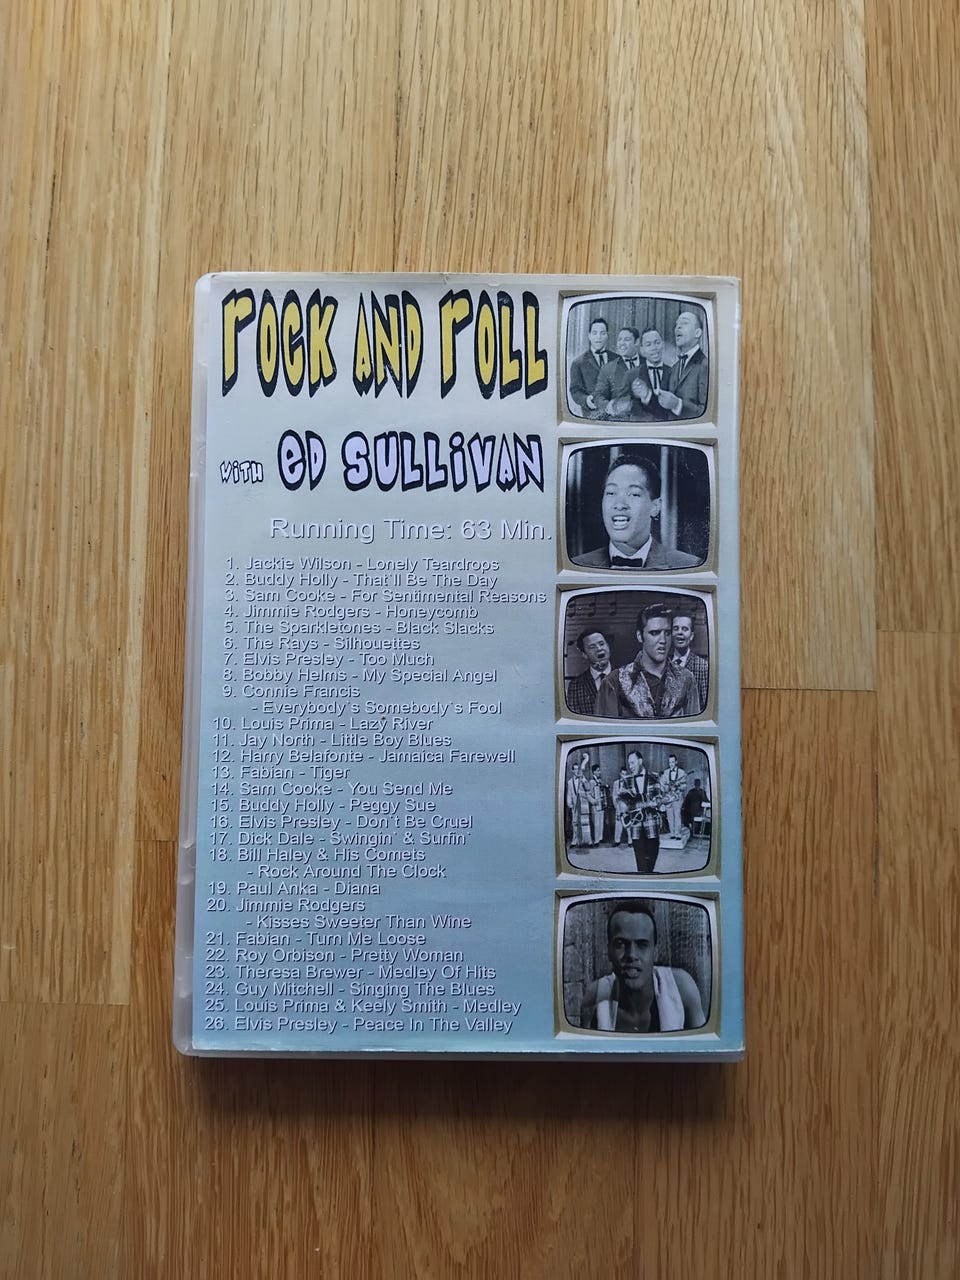 ROCK AND ROLL
WITH ED SULLIVAN
Running Time: 63 Min.
1. Jackie Wilson - Lonely Teardrops
2. Buddy Holly - That`ll Be The Day
3. Sam Cooke - For Sentimental Reasons
4. Jimmie Rodgers - Honeycomb
5. The Sparkletones - Black Slacks
6. The Rays - Silhouettes
7. Elvis Presley - Too Much
8. Bobby Helms - My Special Angel
9. Connie Francis
- Everybody`s Somebody`s Fool
10. Louis Prima - Lazy River
11. Jay North - Little Boy Blues
12. Harry Belafonte - Jamaica Farewell
13. Fabian - Tiger
14. Sam Cooke - You Send Me
15. Buddy Holly - Peggy Sue
16. Elvis Presley - Don`t Be Cruel
17. Dick Dale - Swingin` & Surfin`
18. Bill Haley & His Comets
- Rock Around The Clock
19. Paul Anka - Diana
20. Jimmie Rodgers
- Kisses Sweeter Than Wine
21. Fabian - Turn Me Loose
22. Roy Orbison - Pretty Woman
23. Theresa Brewer - Medley Of Hits
24. Guy Mitchell - Singing The Blues
25. Louis Prima & Keely Smith - Medley
26. Elvis Presley - Peace In The Valley